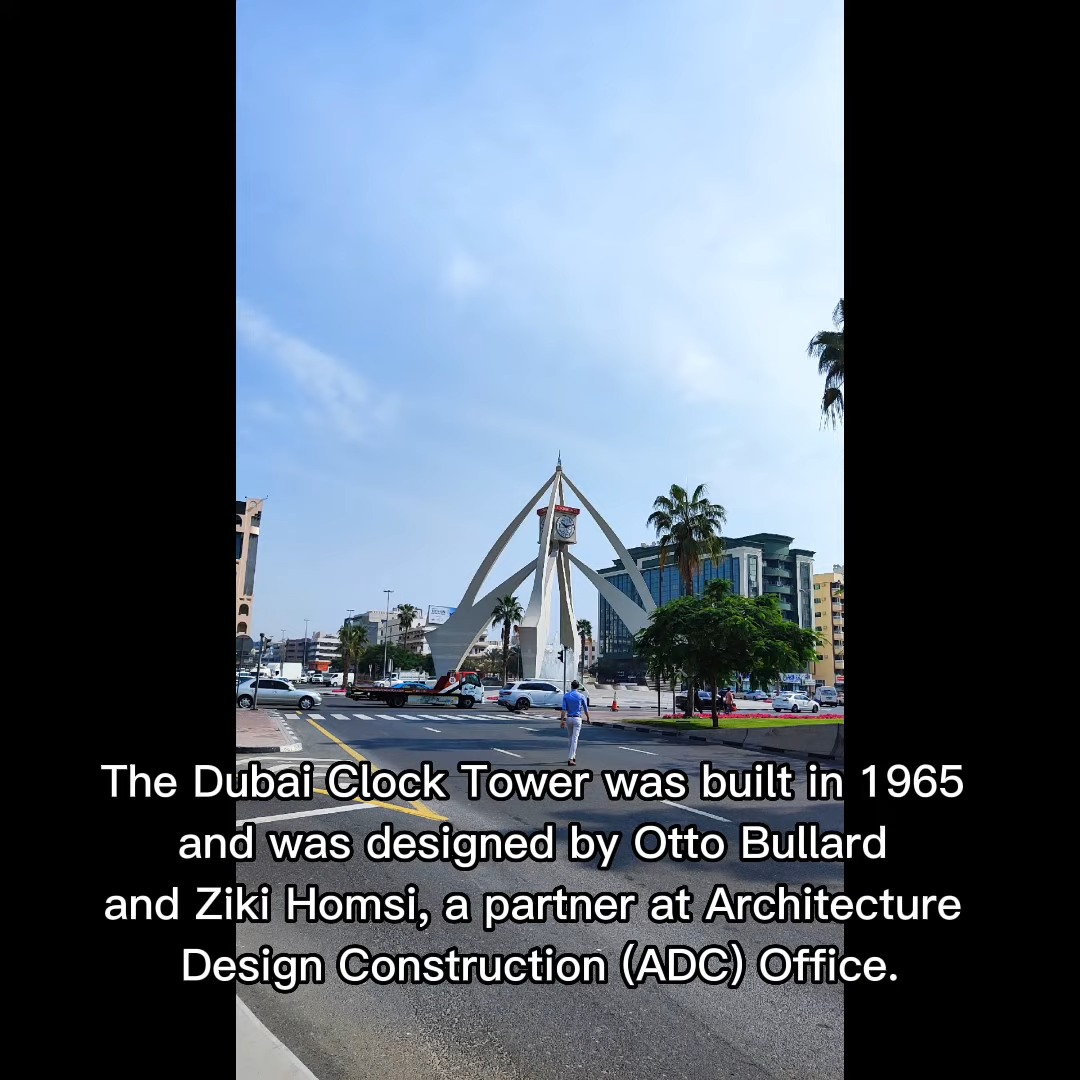 The Dubai Clock Tower was built in 1965
and was designed by Otto Bullard
and Ziki Homsi, a partner at Architecture
Design Construction (ADC) Office.